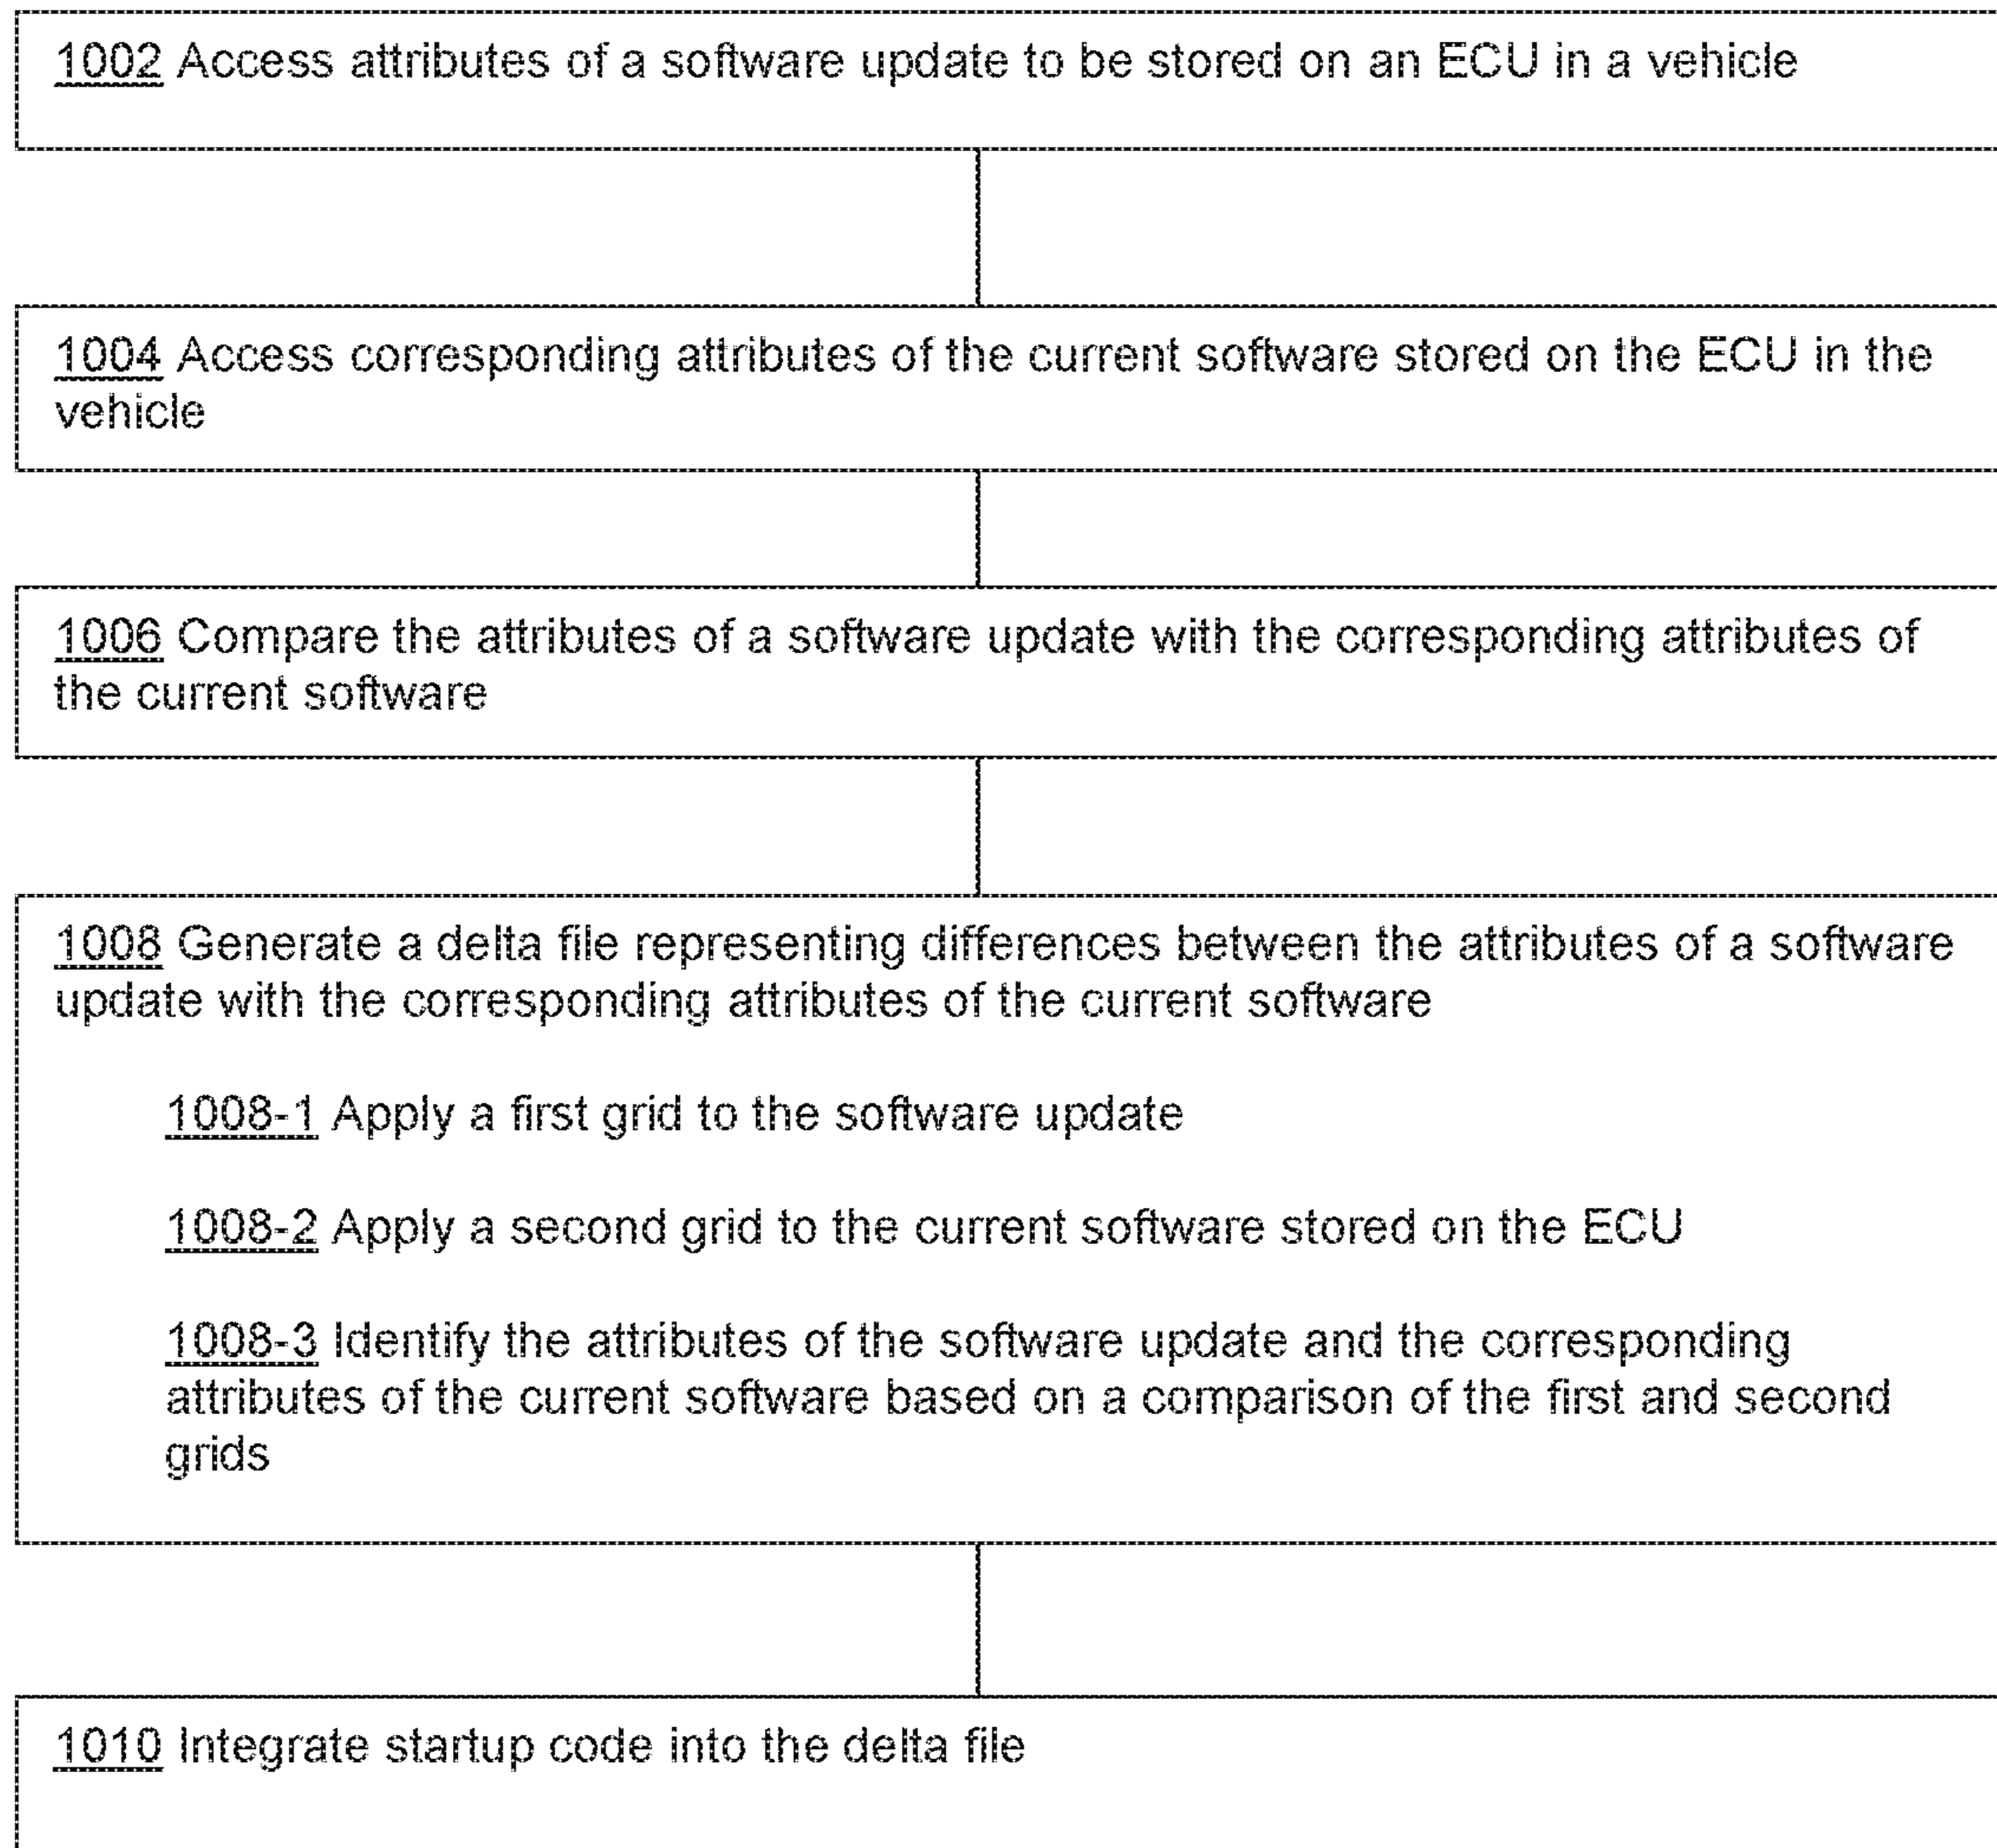 1002 Access attributes of a software update to be stored on an ECU in a vehicle
1004 Access corresponding attributes of the current software stored on the ECU in the
vehicle
1006 Compare the attributes of a software update with the corresponding attributes of
the current software
1008 Generate a delta file representing differences between the attributes of a software
update with the corresponding attributes of the current software
1008-1 Apply a first grid to the software update
1008-2 Apply a second grid to the current software stored on the ECU
1008-3 Identify the attributes of the software update and the corresponding
attributes of the current software based on a comparison of the first and second
grids
1010 Integrate startup code into the delta file